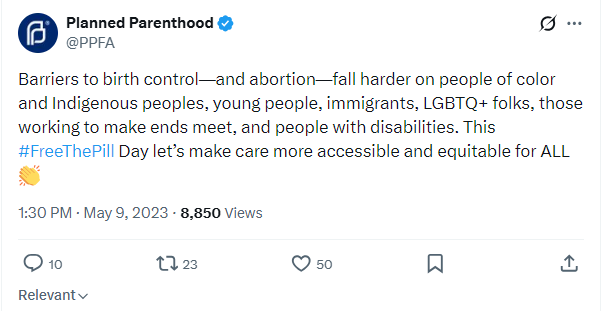 Planned Parenthood
@PPFA
Barriers to birth control—and abortion—fall harder on people of color
and Indigenous peoples, young people, immigrants, LGBTQ+ folks, those
working to make ends meet, and people with disabilities. This
#FreeThePill Day let’s make care more accessible and equitable for ALL
👏
1:30 PM · May 9, 2023 · 8,850 Views
10 23 50
Relevant